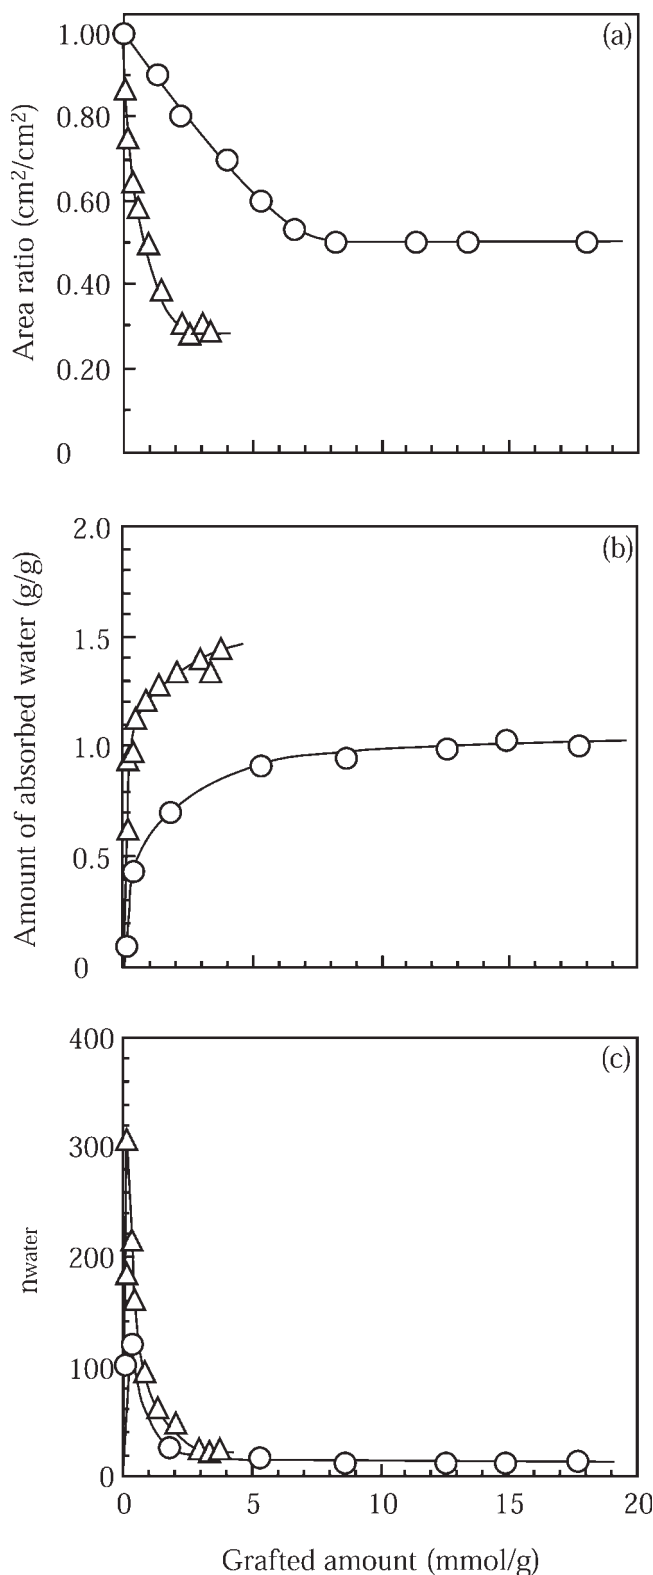 (a)
1.00
0.80
0.60
0.40
0.20
0
Area ratio (cm²/cm²)
(b)
2.0
1.5
1.0
0.5
0
Amount of absorbed water (g/g)
(c)
400
300
200
100
0
nwater
0 5 10 15 20
Grafted amount (mmol/g)